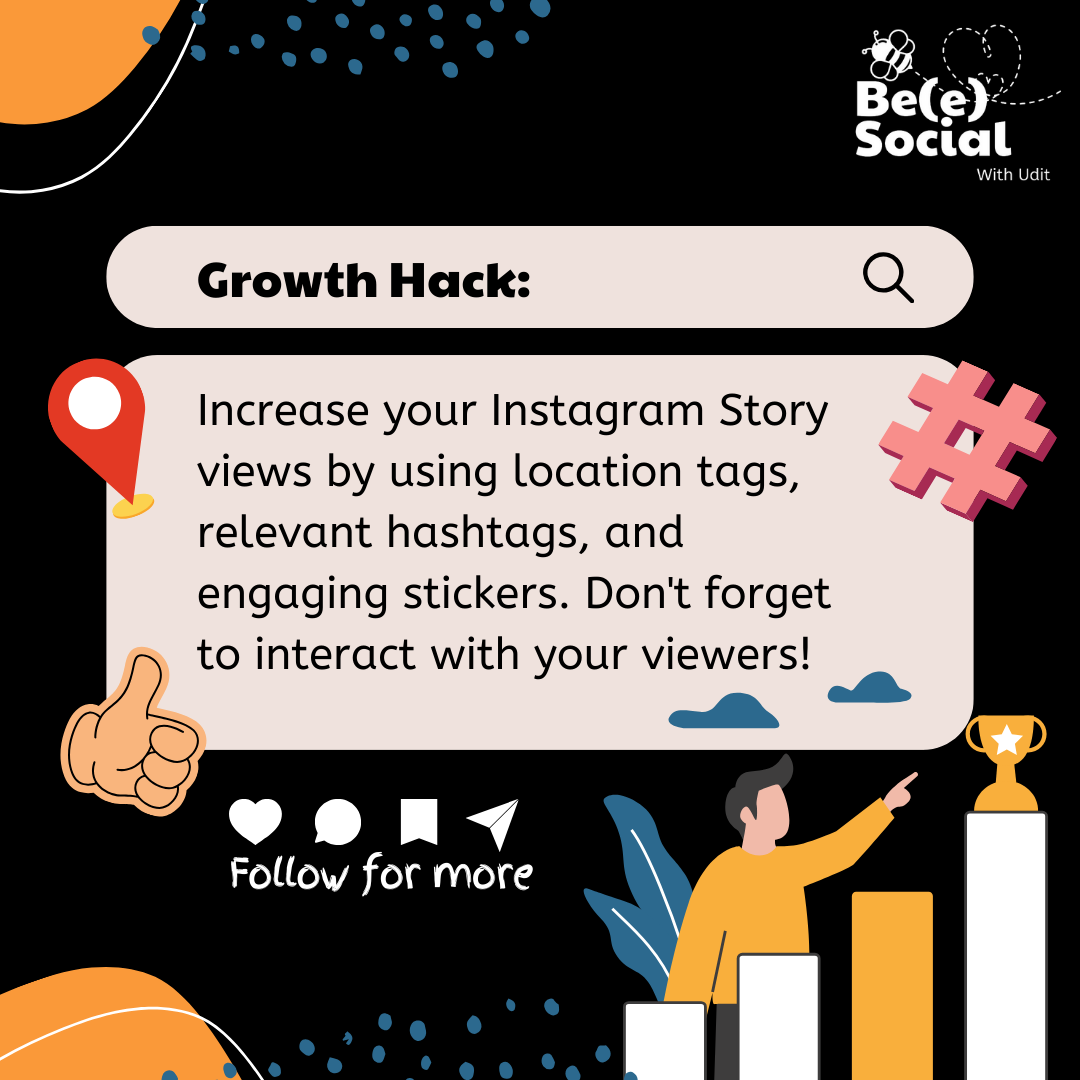 Be(e)
Social
With Udit
Growth Hack:
Increase your Instagram Story
views by using location tags,
relevant hashtags, and
engaging stickers. Don't forget
to interact with your viewers!
Follow for more